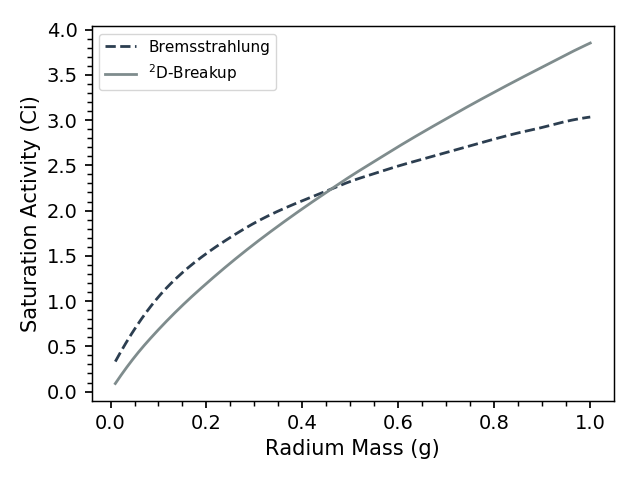 Bremsstrahlung
²D-Breakup
Saturation Activity (Ci)
4.0
3.5
3.0
2.5
2.0
1.5
1.0
0.5
0.0
0.0 0.2 0.4 0.6 0.8 1.0
Radium Mass (g)